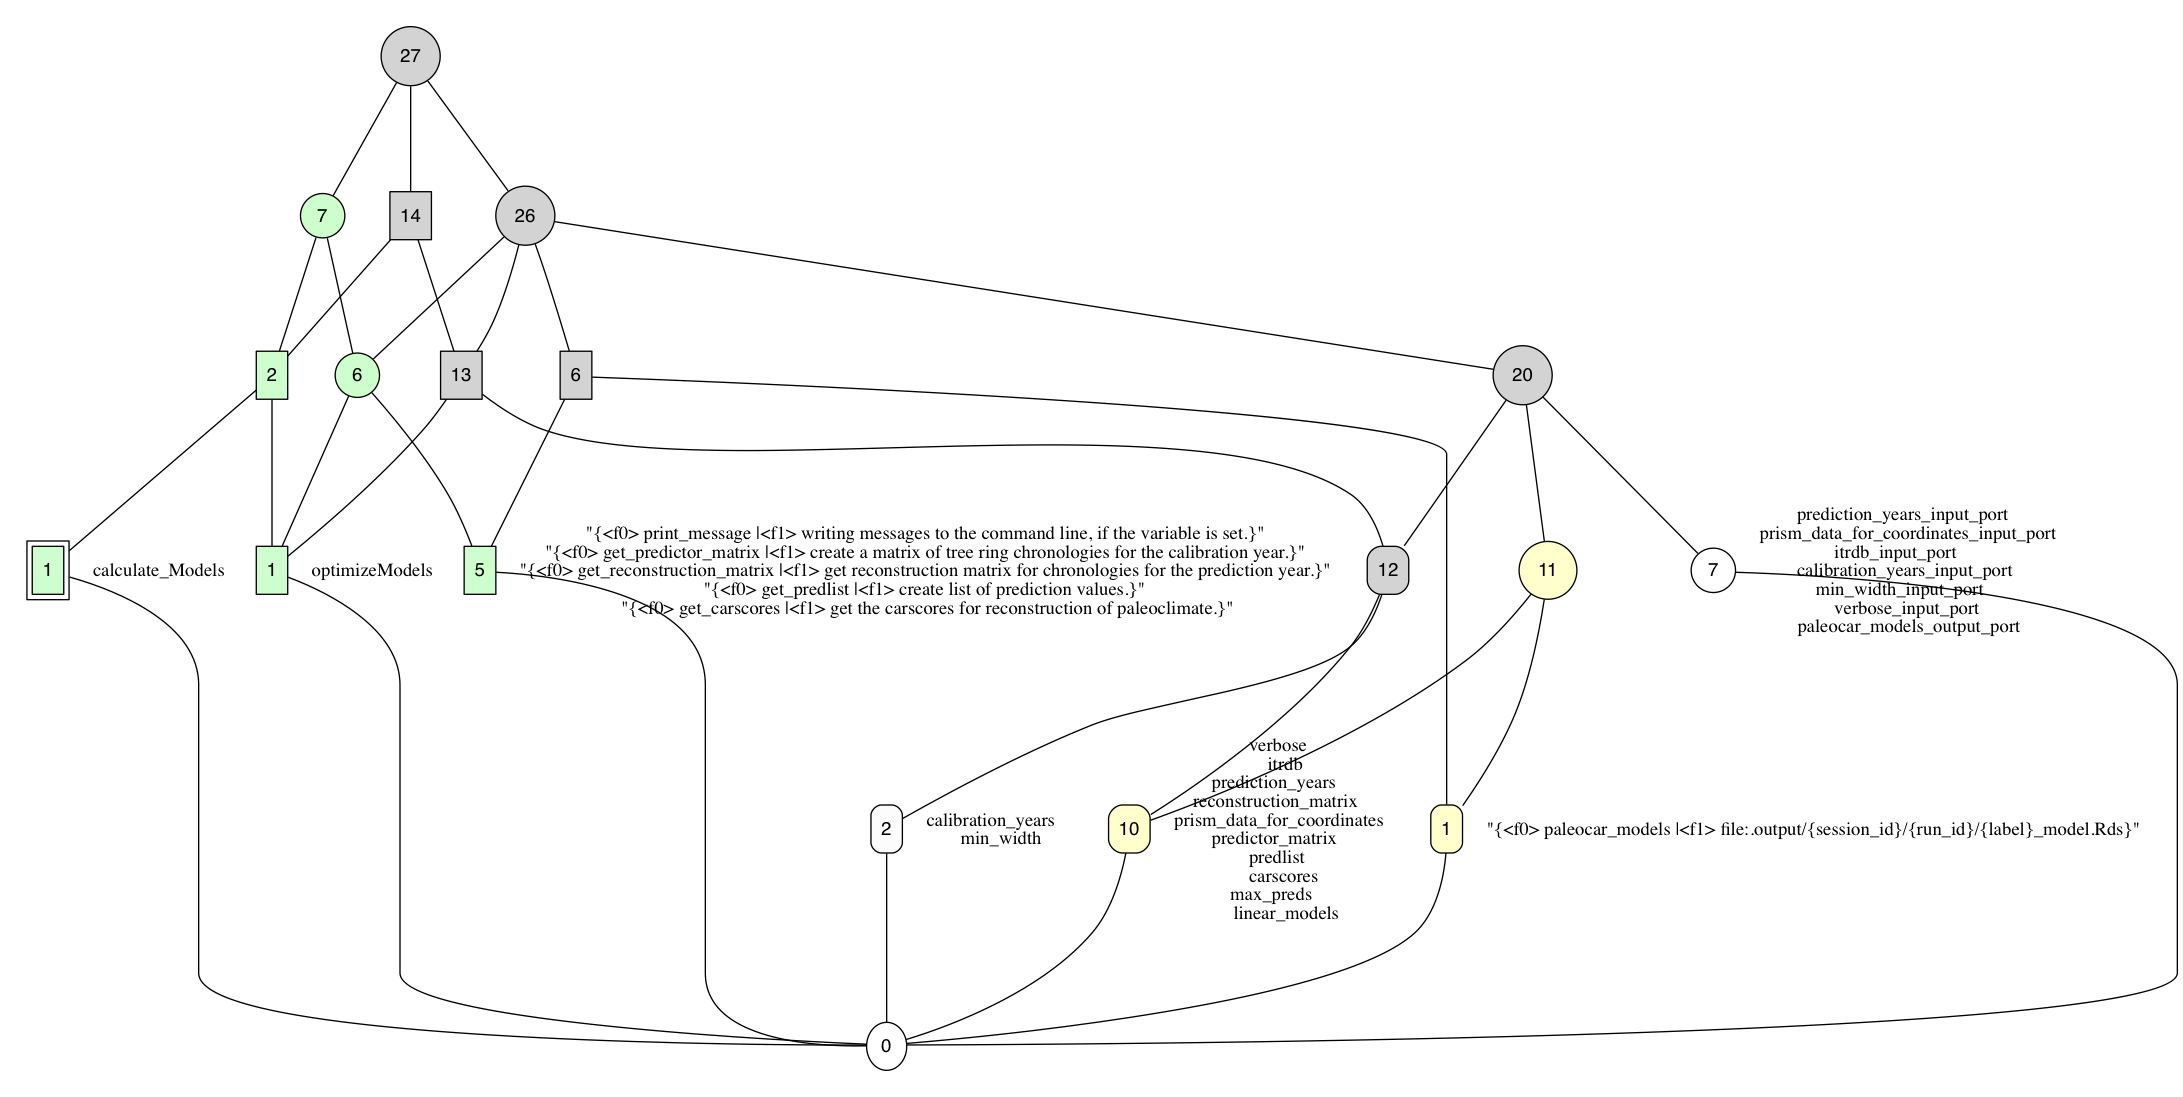 27
7
14
26
2
6
13
6
20
1
calculate_Models
1
optimizeModels
5
"{<f0> print_message |<f1> writing messages to the command line, if the variable is set.}"
"{<f0> get_predictor_matrix |<f1> create a matrix of tree ring chronologies for the calibration year.}"
"{<f0> get_reconstruction_matrix |<f1> get reconstruction matrix for chronologies for the prediction year.}"
"{<f0> get_predlist |<f1> create list of prediction values.}"
"{<f0> get_carscores |<f1> get the carscores for reconstruction of paleoclimate.}"
12
11
7
prediction_years_input_port
prism_data_for_coordinates_input_port
itrdb_input_port
calibration_years_input_port
min_width_input_port
verbose_input_port
paleocar_models_output_port
2
calibration_years
min_width
10
verbose
itrdb
prediction_years
reconstruction_matrix
prism_data_for_coordinates
predictor_matrix
predlist
carscores
max_preds
linear_models
1
"{<f0> paleocar_models |<f1> file:.output/{session_id}/{run_id}/{label}_model.Rds}"
0